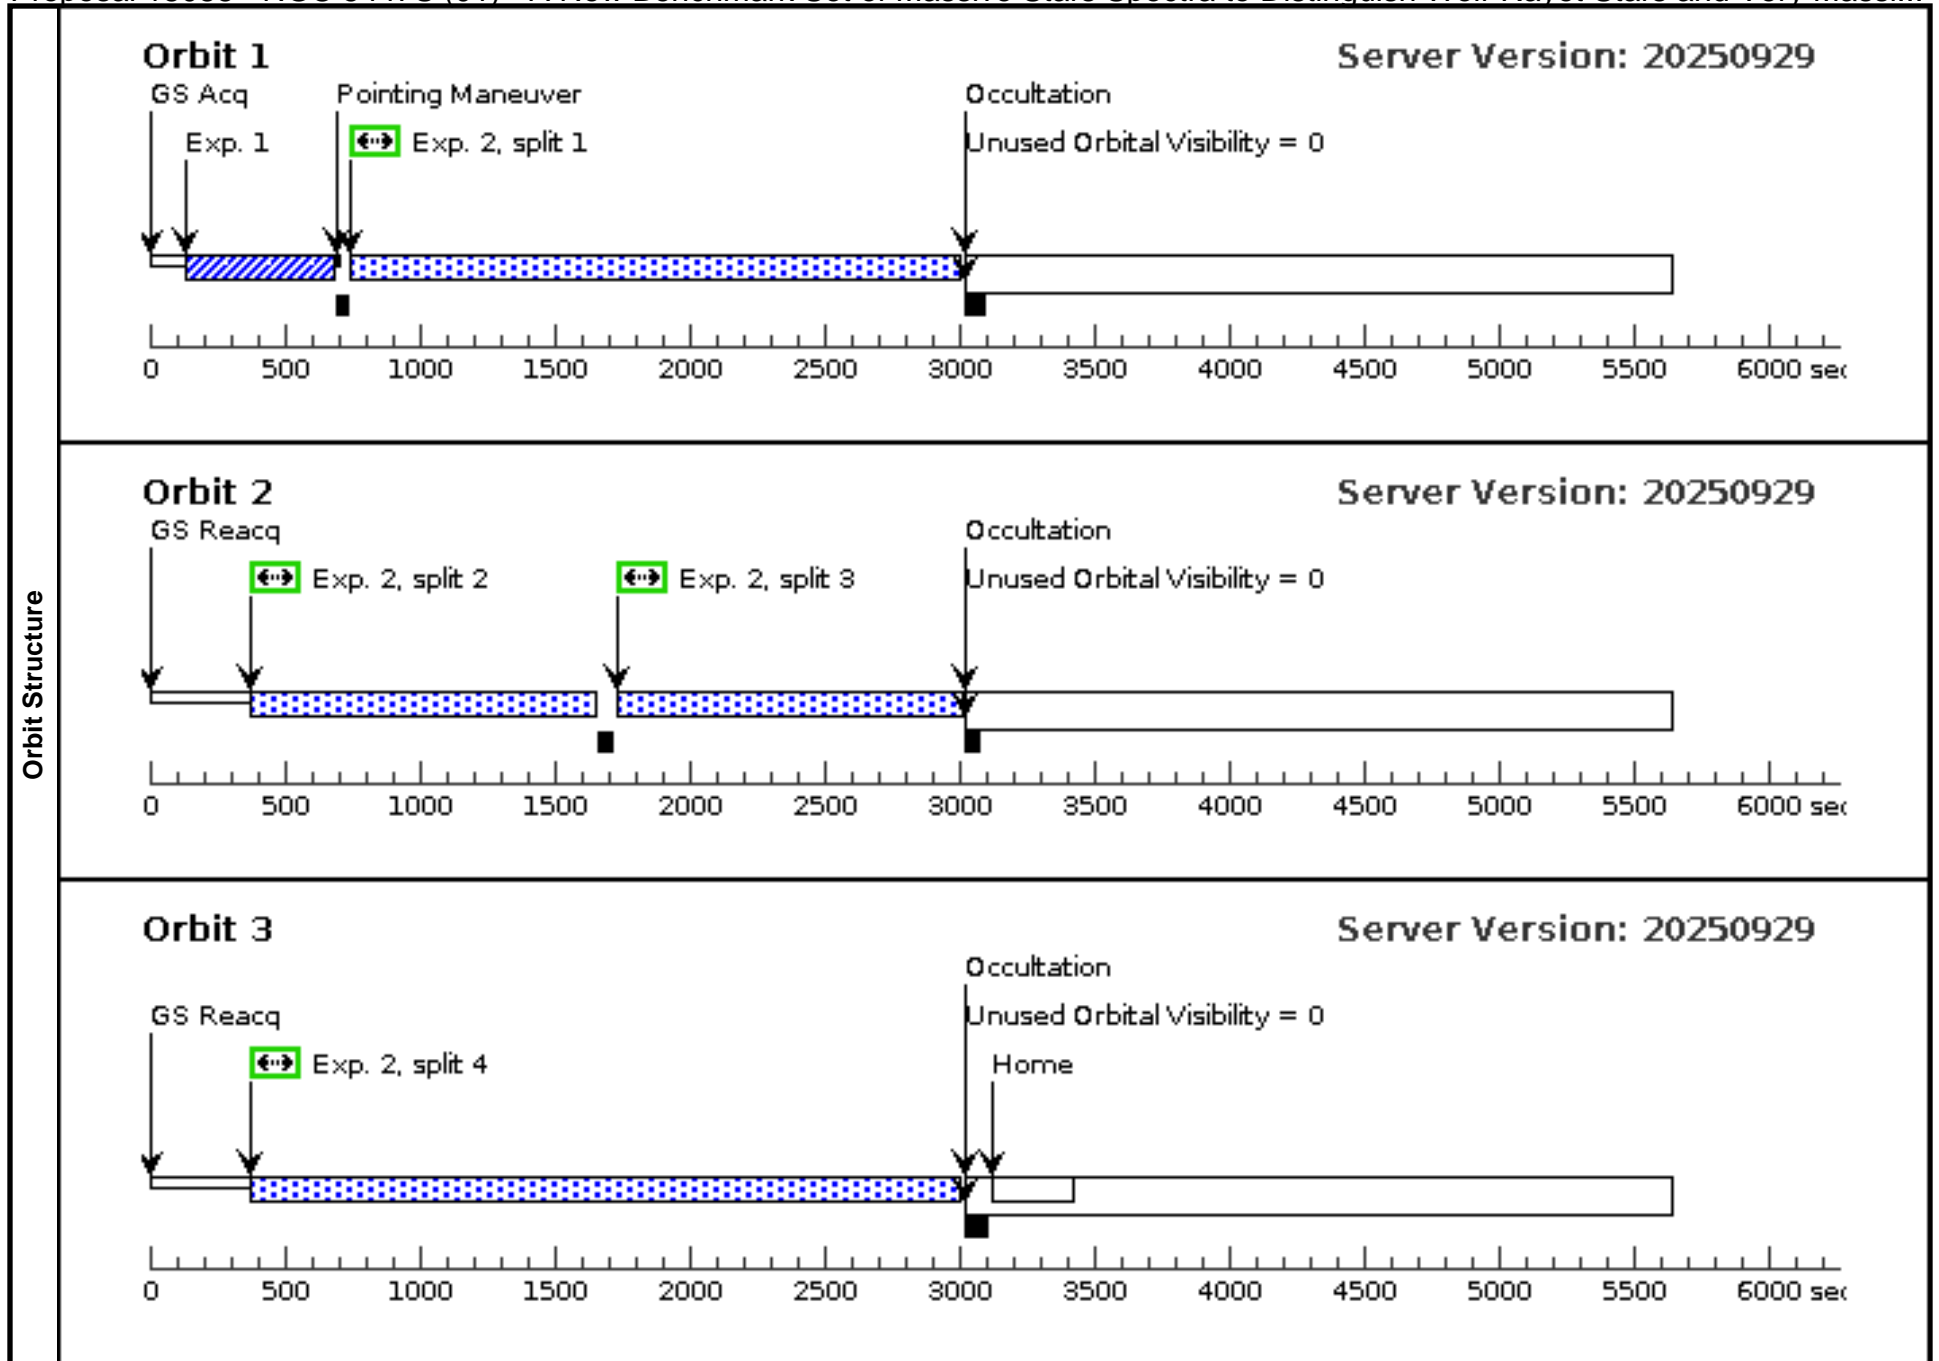 Orbit Structure
Orbit 1
Server Version: 20250929
GS Acq
Pointing Maneuver
Occultation
Exp. 1
Exp. 2, split 1
Unused Orbital Visibility = 0
0 500 1000 1500 2000 2500 3000 3500 4000 4500 5000 5500 6000 sec
Orbit 2
Server Version: 20250929
GS Reacq
Occultation
Exp. 2, split 2
Exp. 2, split 3
Unused Orbital Visibility = 0
0 500 1000 1500 2000 2500 3000 3500 4000 4500 5000 5500 6000 sec
Orbit 3
Server Version: 20250929
Occultation
GS Reacq
Unused Orbital Visibility = 0
Exp. 2, split 4
Home
0 500 1000 1500 2000 2500 3000 3500 4000 4500 5000 5500 6000 sec